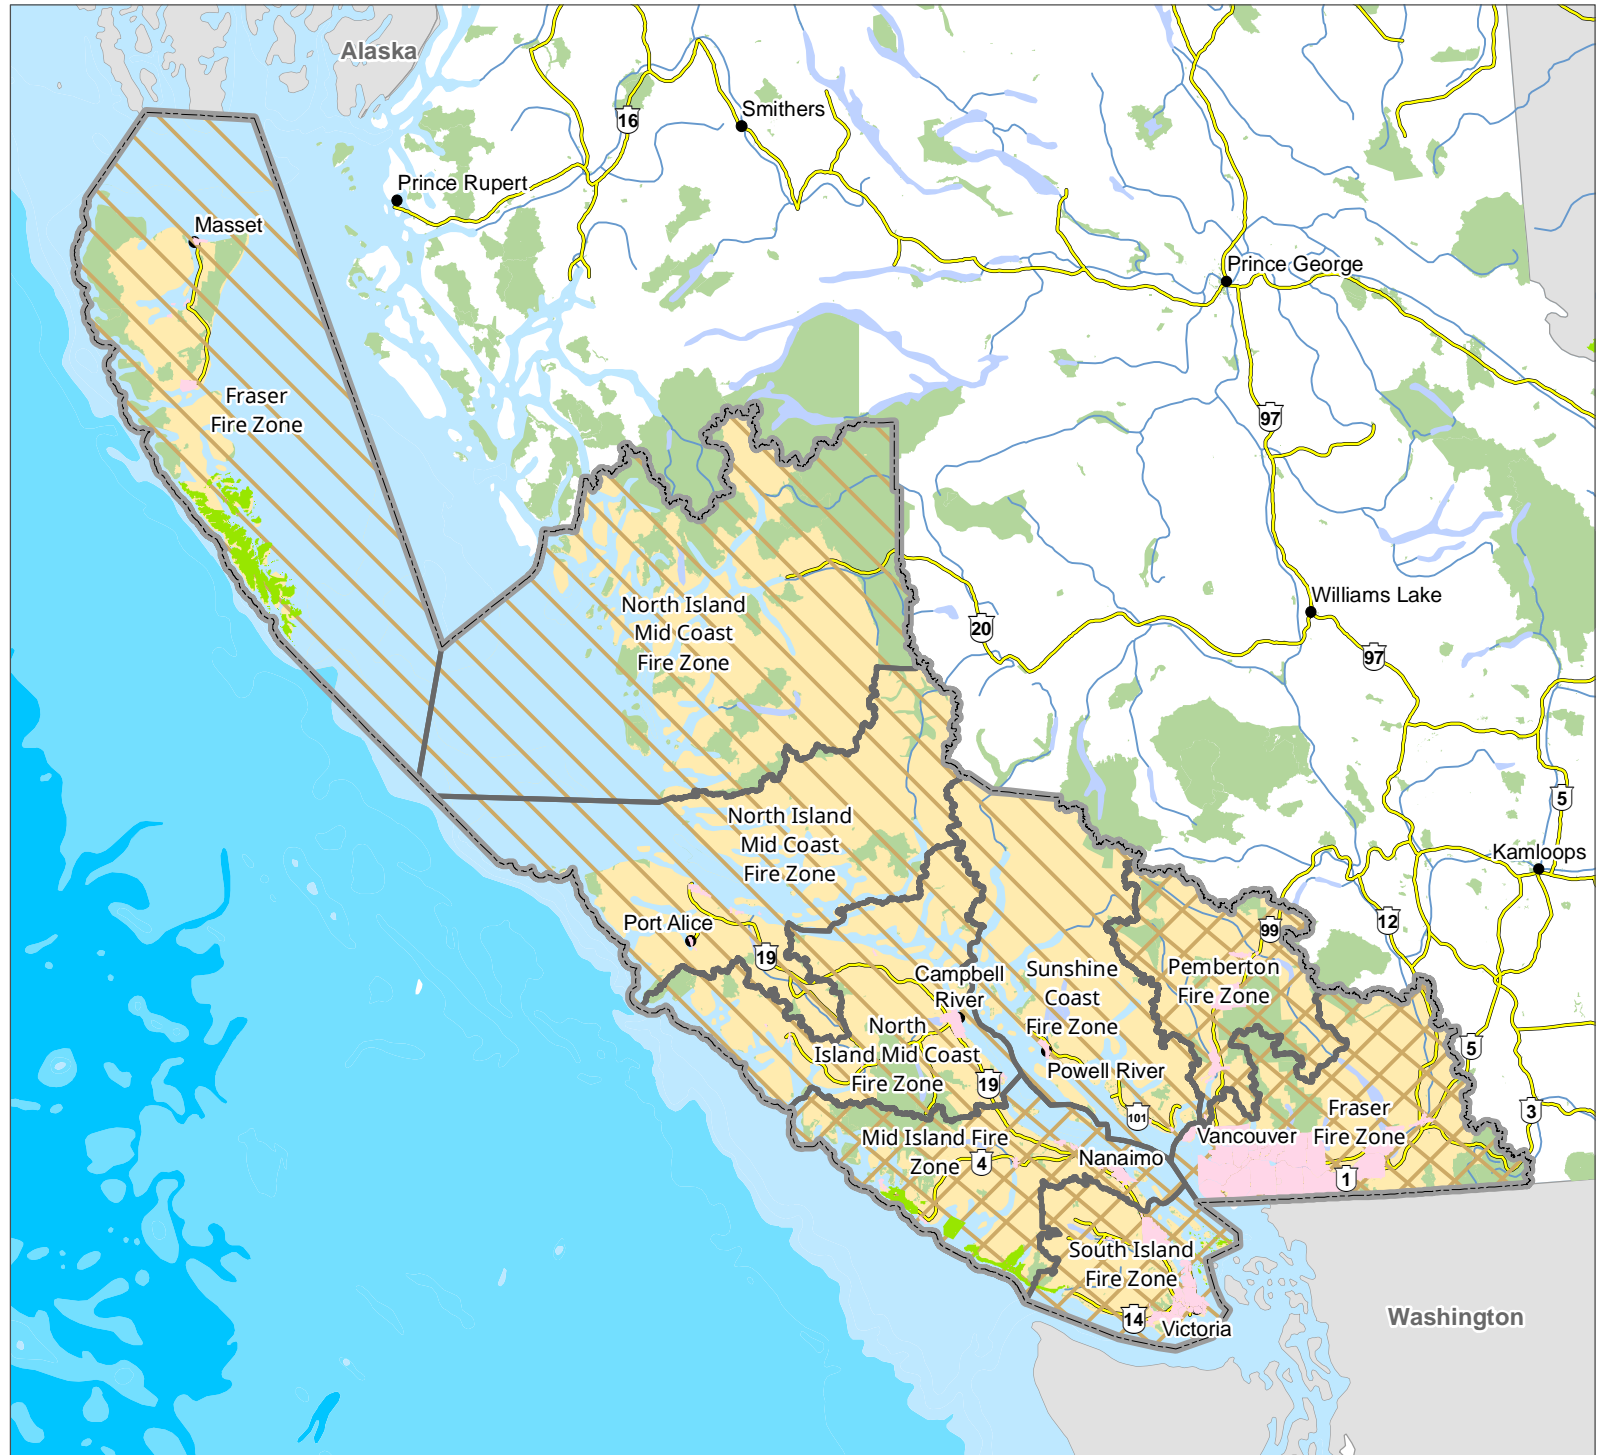 Alaska
16
Smithers
Prince Rupert
Masset
Prince George
Fraser
Fire Zone
97
North Island
Mid Coast
Fire Zone
20
Williams Lake
97
5
North Island
Mid Coast
Fire Zone
Kamloops
Port Alice
19
99
12
Campbell
River
Sunshine
Coast
Fire Zone
Pemberton
Fire Zone
North
Island Mid Coast
Fire Zone
19
5
Powell River
101
3
Fraser
Fire Zone
Vancouver
Mid Island Fire
Zone
4
Nanaimo
1
South Island
Fire Zone
14
Victoria
Washington